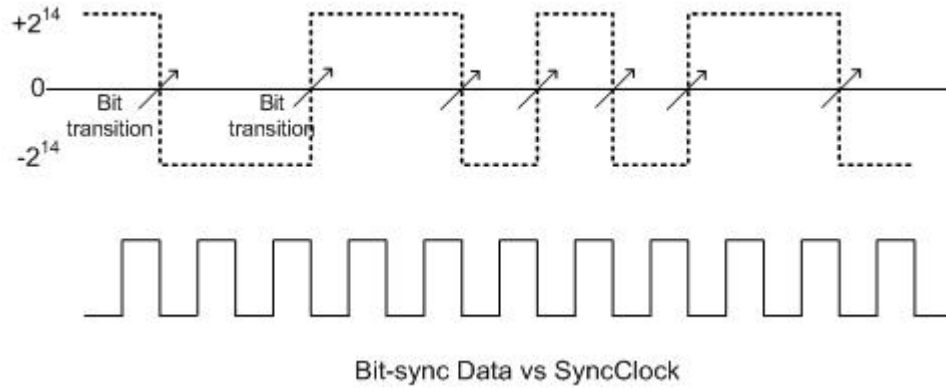 +2¹⁴
0
Bit
transition
Bit
transition
-2¹⁴
Bit-sync Data vs SyncClock